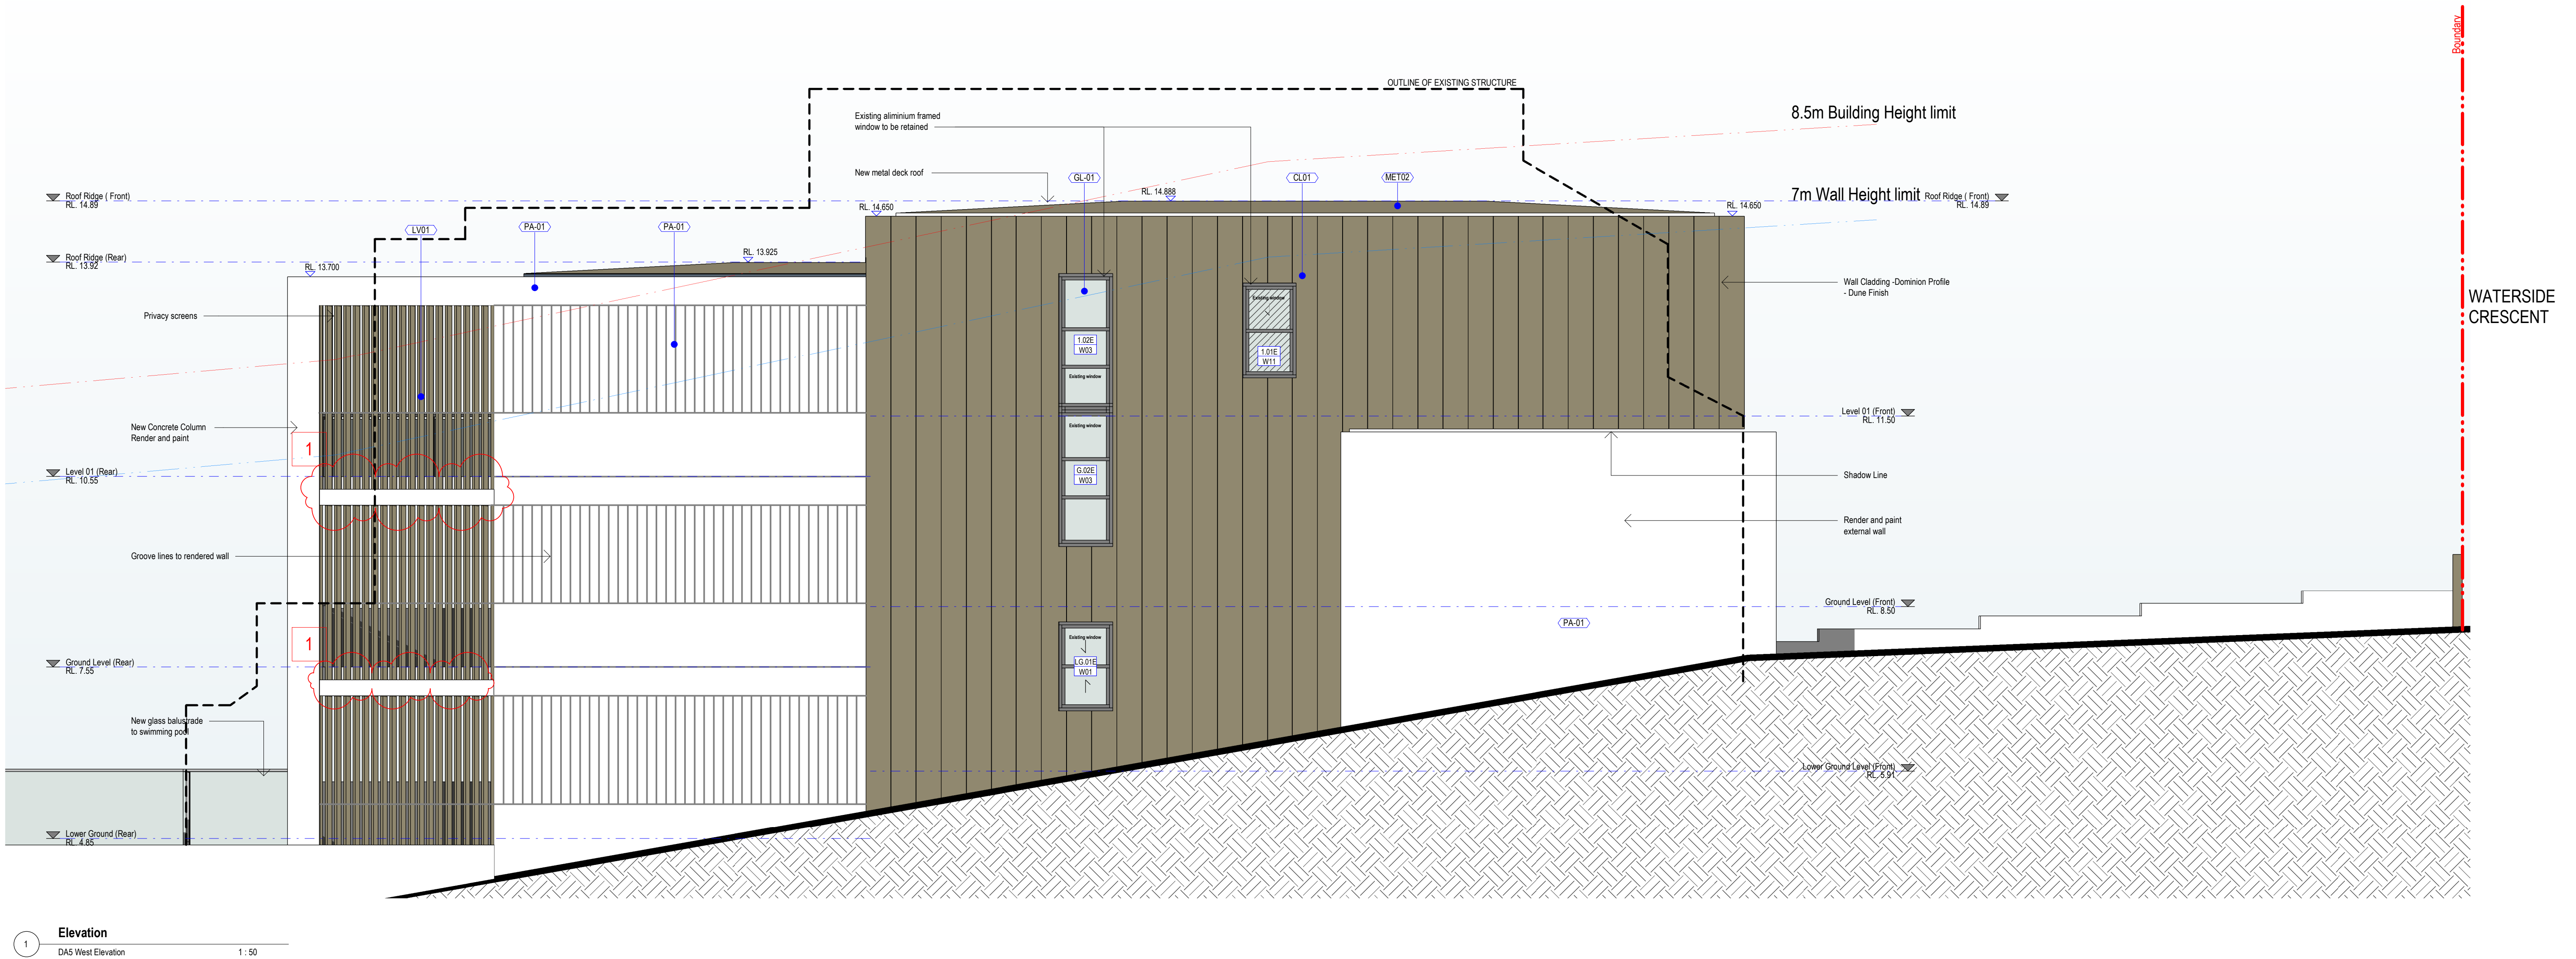 Boundary
OUTLINE OF EXISTING STRUCTURE
8.5m Building Height limit
Existing aliminium framed
window to be retained
New metal deck roof
GL-01
CL01
MET02
RL. 14.888
7m Wall Height limit
Roof Ridge ( Front)
RL. 14.89
Roof Ridge ( Front)
RL. 14.89
RL. 14.650
RL. 14.650
LV01
PA-01
PA-01
RL. 13.925
Roof Ridge (Rear)
RL. 13.92
RL. 13.700
Wall Cladding -Dominion Profile
- Dune Finish
WATERSIDE
CRESCENT
Privacy screens
Existing window
1.02E
W03
1.01E
W11
Existing window
Level 01 (Front)
RL. 11.50
New Concrete Column
Render and paint
Existing window
1
Level 01 (Rear)
RL. 10.55
G.02E
W03
Shadow Line
Render and paint
external wall
Groove lines to rendered wall
Ground Level (Front)
RL. 8.50
PA-01
1
Existing window
Ground Level (Rear)
RL. 7.55
LG.01E
W01
New glass balustrade
to swimming pool
Lower Ground Level (Front)
RL. 5.91
Lower Ground (Rear)
RL. 4.85
1
Elevation
DA5 West Elevation
1 : 50